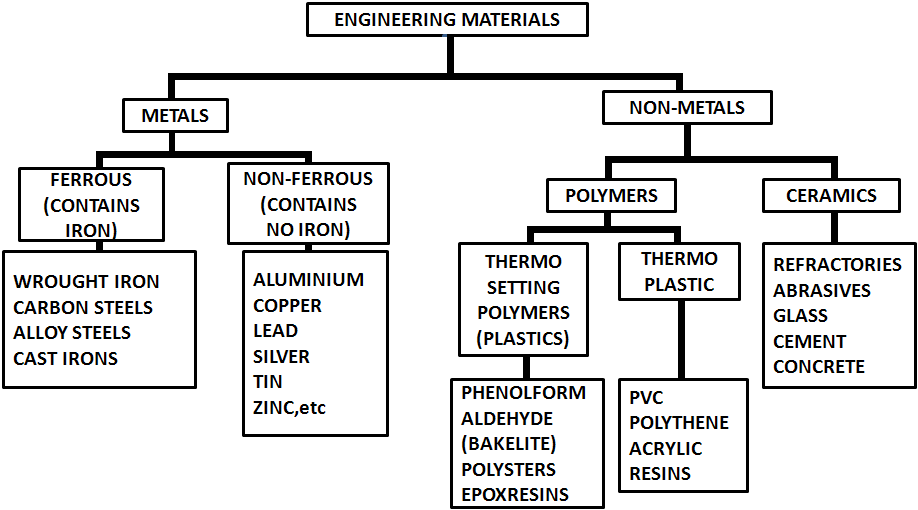 ENGINEERING MATERIALS
METALS
NON-METALS
FERROUS
(CONTAINS
IRON)
NON-FERROUS
(CONTAINS
NO IRON)
POLYMERS
CERAMICS
WROUGHT IRON
CARBON STEELS
ALLOY STEELS
CAST IRONS
ALUMINIUM
COPPER
LEAD
SILVER
TIN
ZINC,etc
THERMO
SETTING
POLYMERS
(PLASTICS)
THERMO
PLASTIC
REFRACTORIES
ABRASIVES
GLASS
CEMENT
CONCRETE
PHENOLFORM
ALDEHYDE
(BAKELITE)
POLYSTERS
EPOXRESINS
PVC
POLYTHENE
ACRYLIC
RESINS